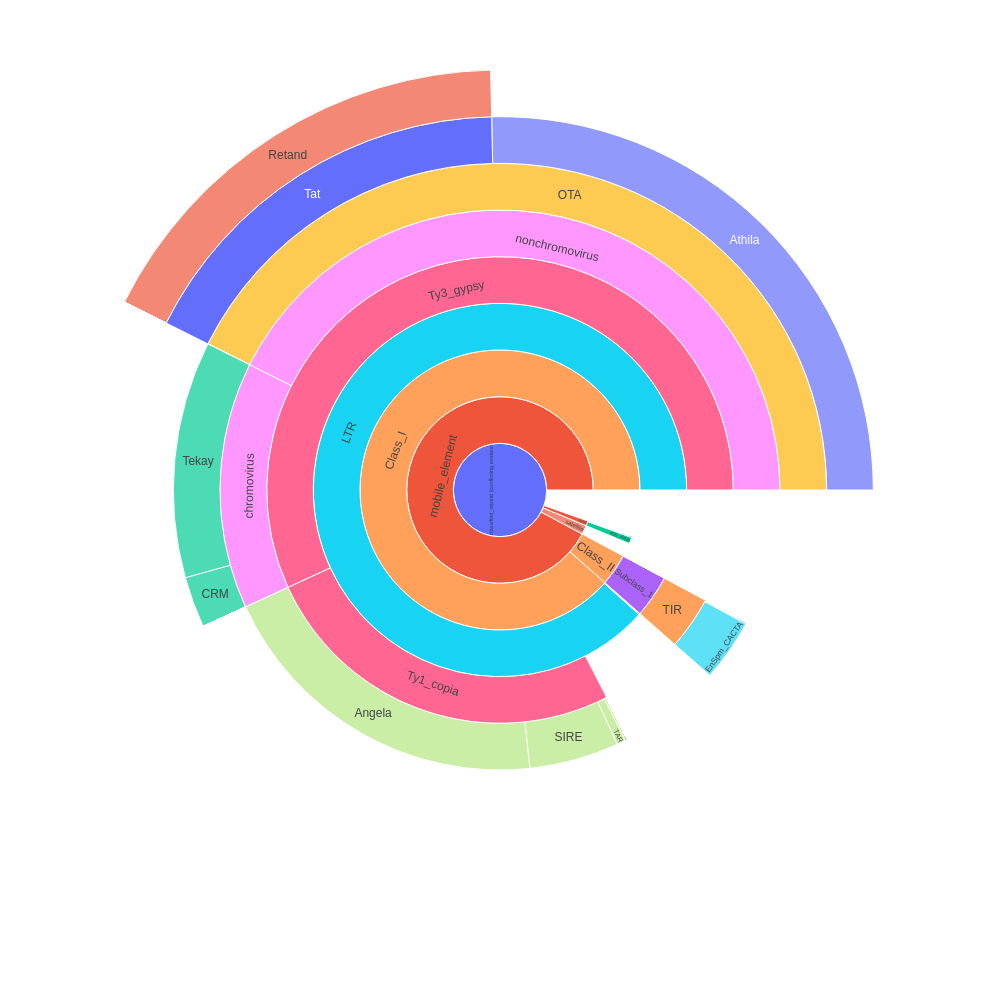 Retand
Tat
OTA
Athila
nonchromovirus
Ty3_gypsy
LTR
Class_I
mobile_element
Tekay
chromovirus
CRM
Class_II
Subclass_1
TIR
EnSpm_CACTA
Ty1_copia
Angela
SIRE
TAR